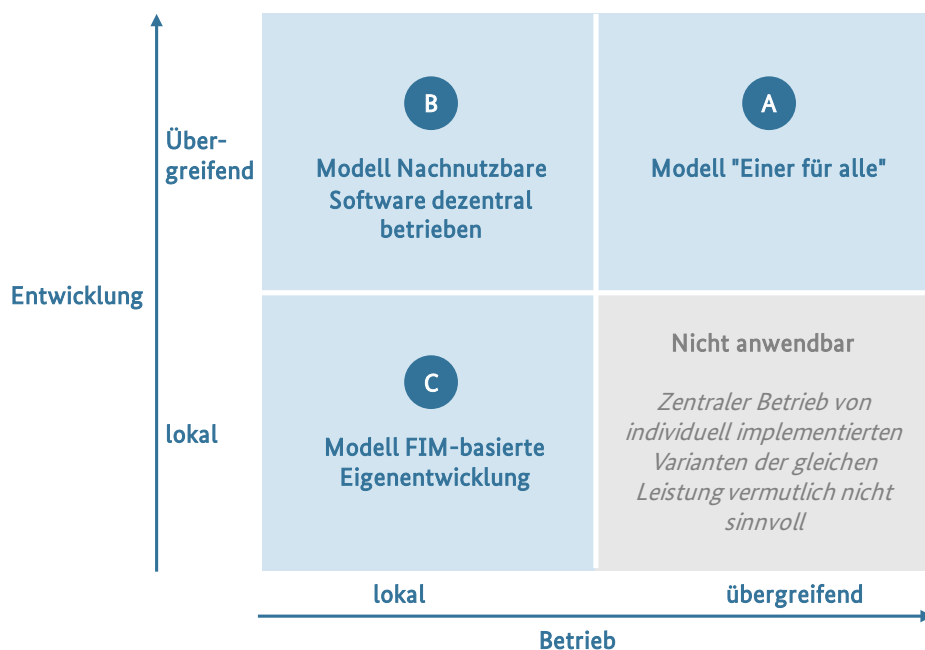 Entwicklung
Über-
greifend
lokal
B
Modell Nachnutzbare
Software dezentral
betrieben
A
Modell "Einer für alle"
C
Modell FIM-basierte
Eigenentwicklung
Nicht anwendbar
Zentraler Betrieb von
individuell implementierten
Varianten der gleichen
Leistung vermutlich nicht
sinnvoll
lokal
übergreifend
Betrieb